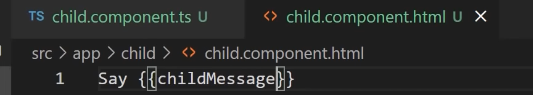 TS child.component.ts U <> child.component.html U ×
src > app > child > <> child.component.html
1 Say {{childMessage}}